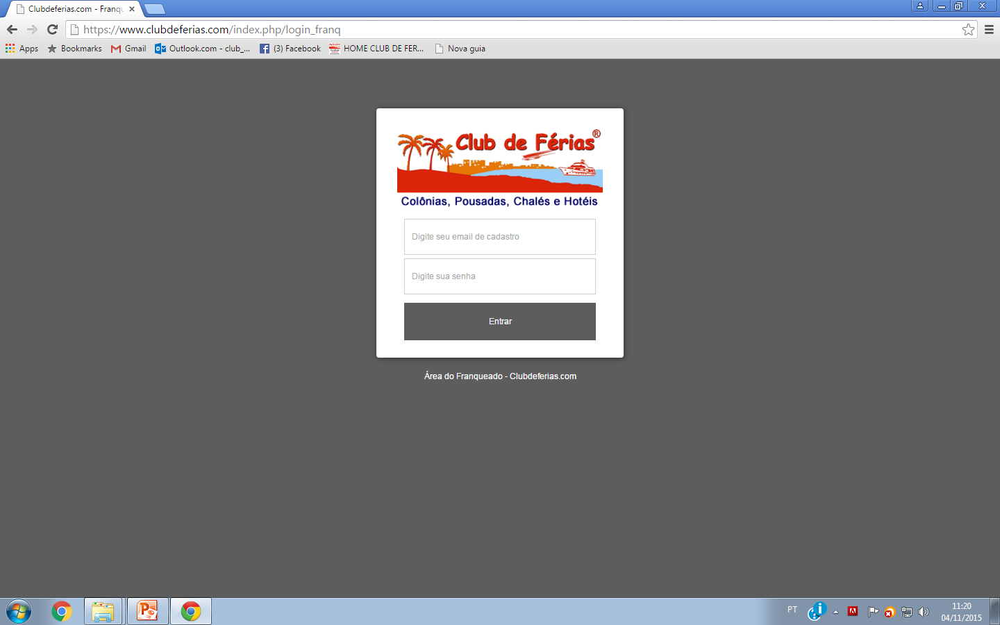 Clubdeferias.com - Franqu
https://www.clubdeferias.com/index.php/login_franq
Apps
Bookmarks
Gmail
Outlook.com - club_...
(3) Facebook
HOME CLUB DE FER...
Nova guia
Club de Férias®
Colônias, Pousadas, Chalés e Hotéis
Digite seu email de cadastro
Digite sua senha
Entrar
Área do Franqueado - Clubdeferias.com
PT
11:20
04/11/2015